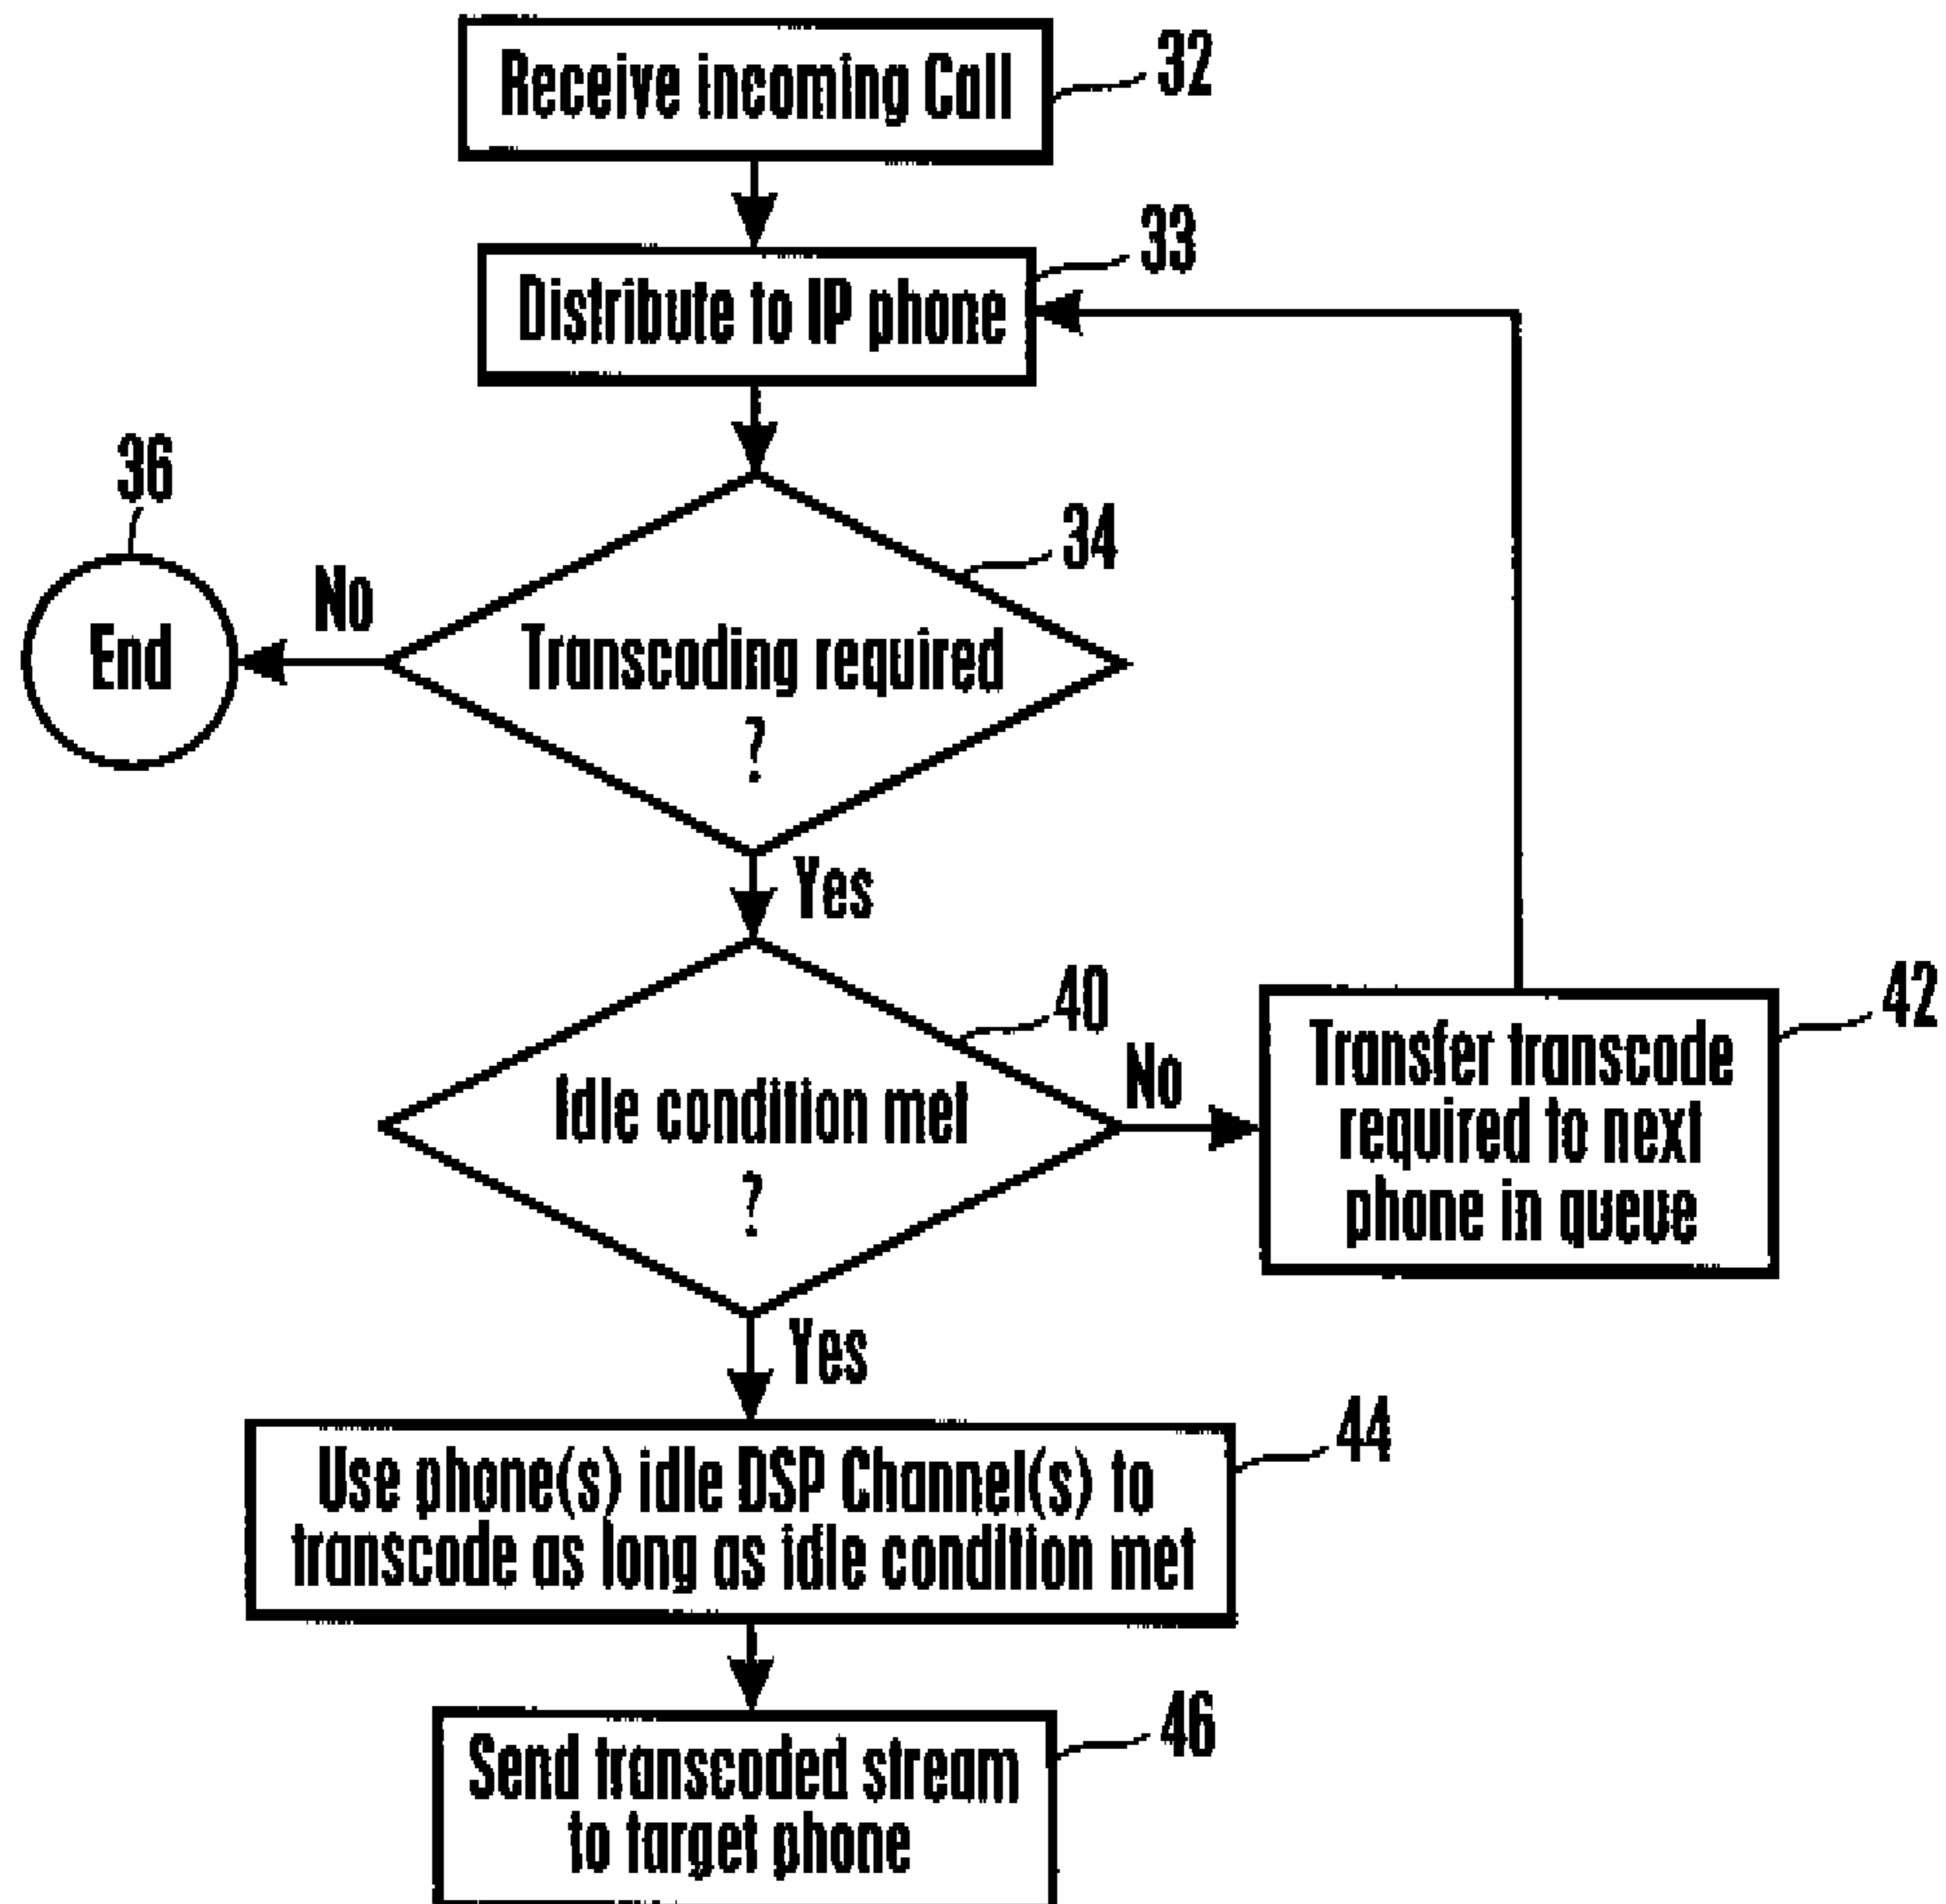 Receive incoming Call
32
33
Distribute to IP phone
36
34
No
End
Transcoding required
?
Yes
40
42
No
Idle condition met
?
Transfer transcode
required to next
phone in queue
Yes
44
Use phone(s) idle DSP Channel(s) to
transcode as long as idle condition met
46
Send transcoded stream
to target phone